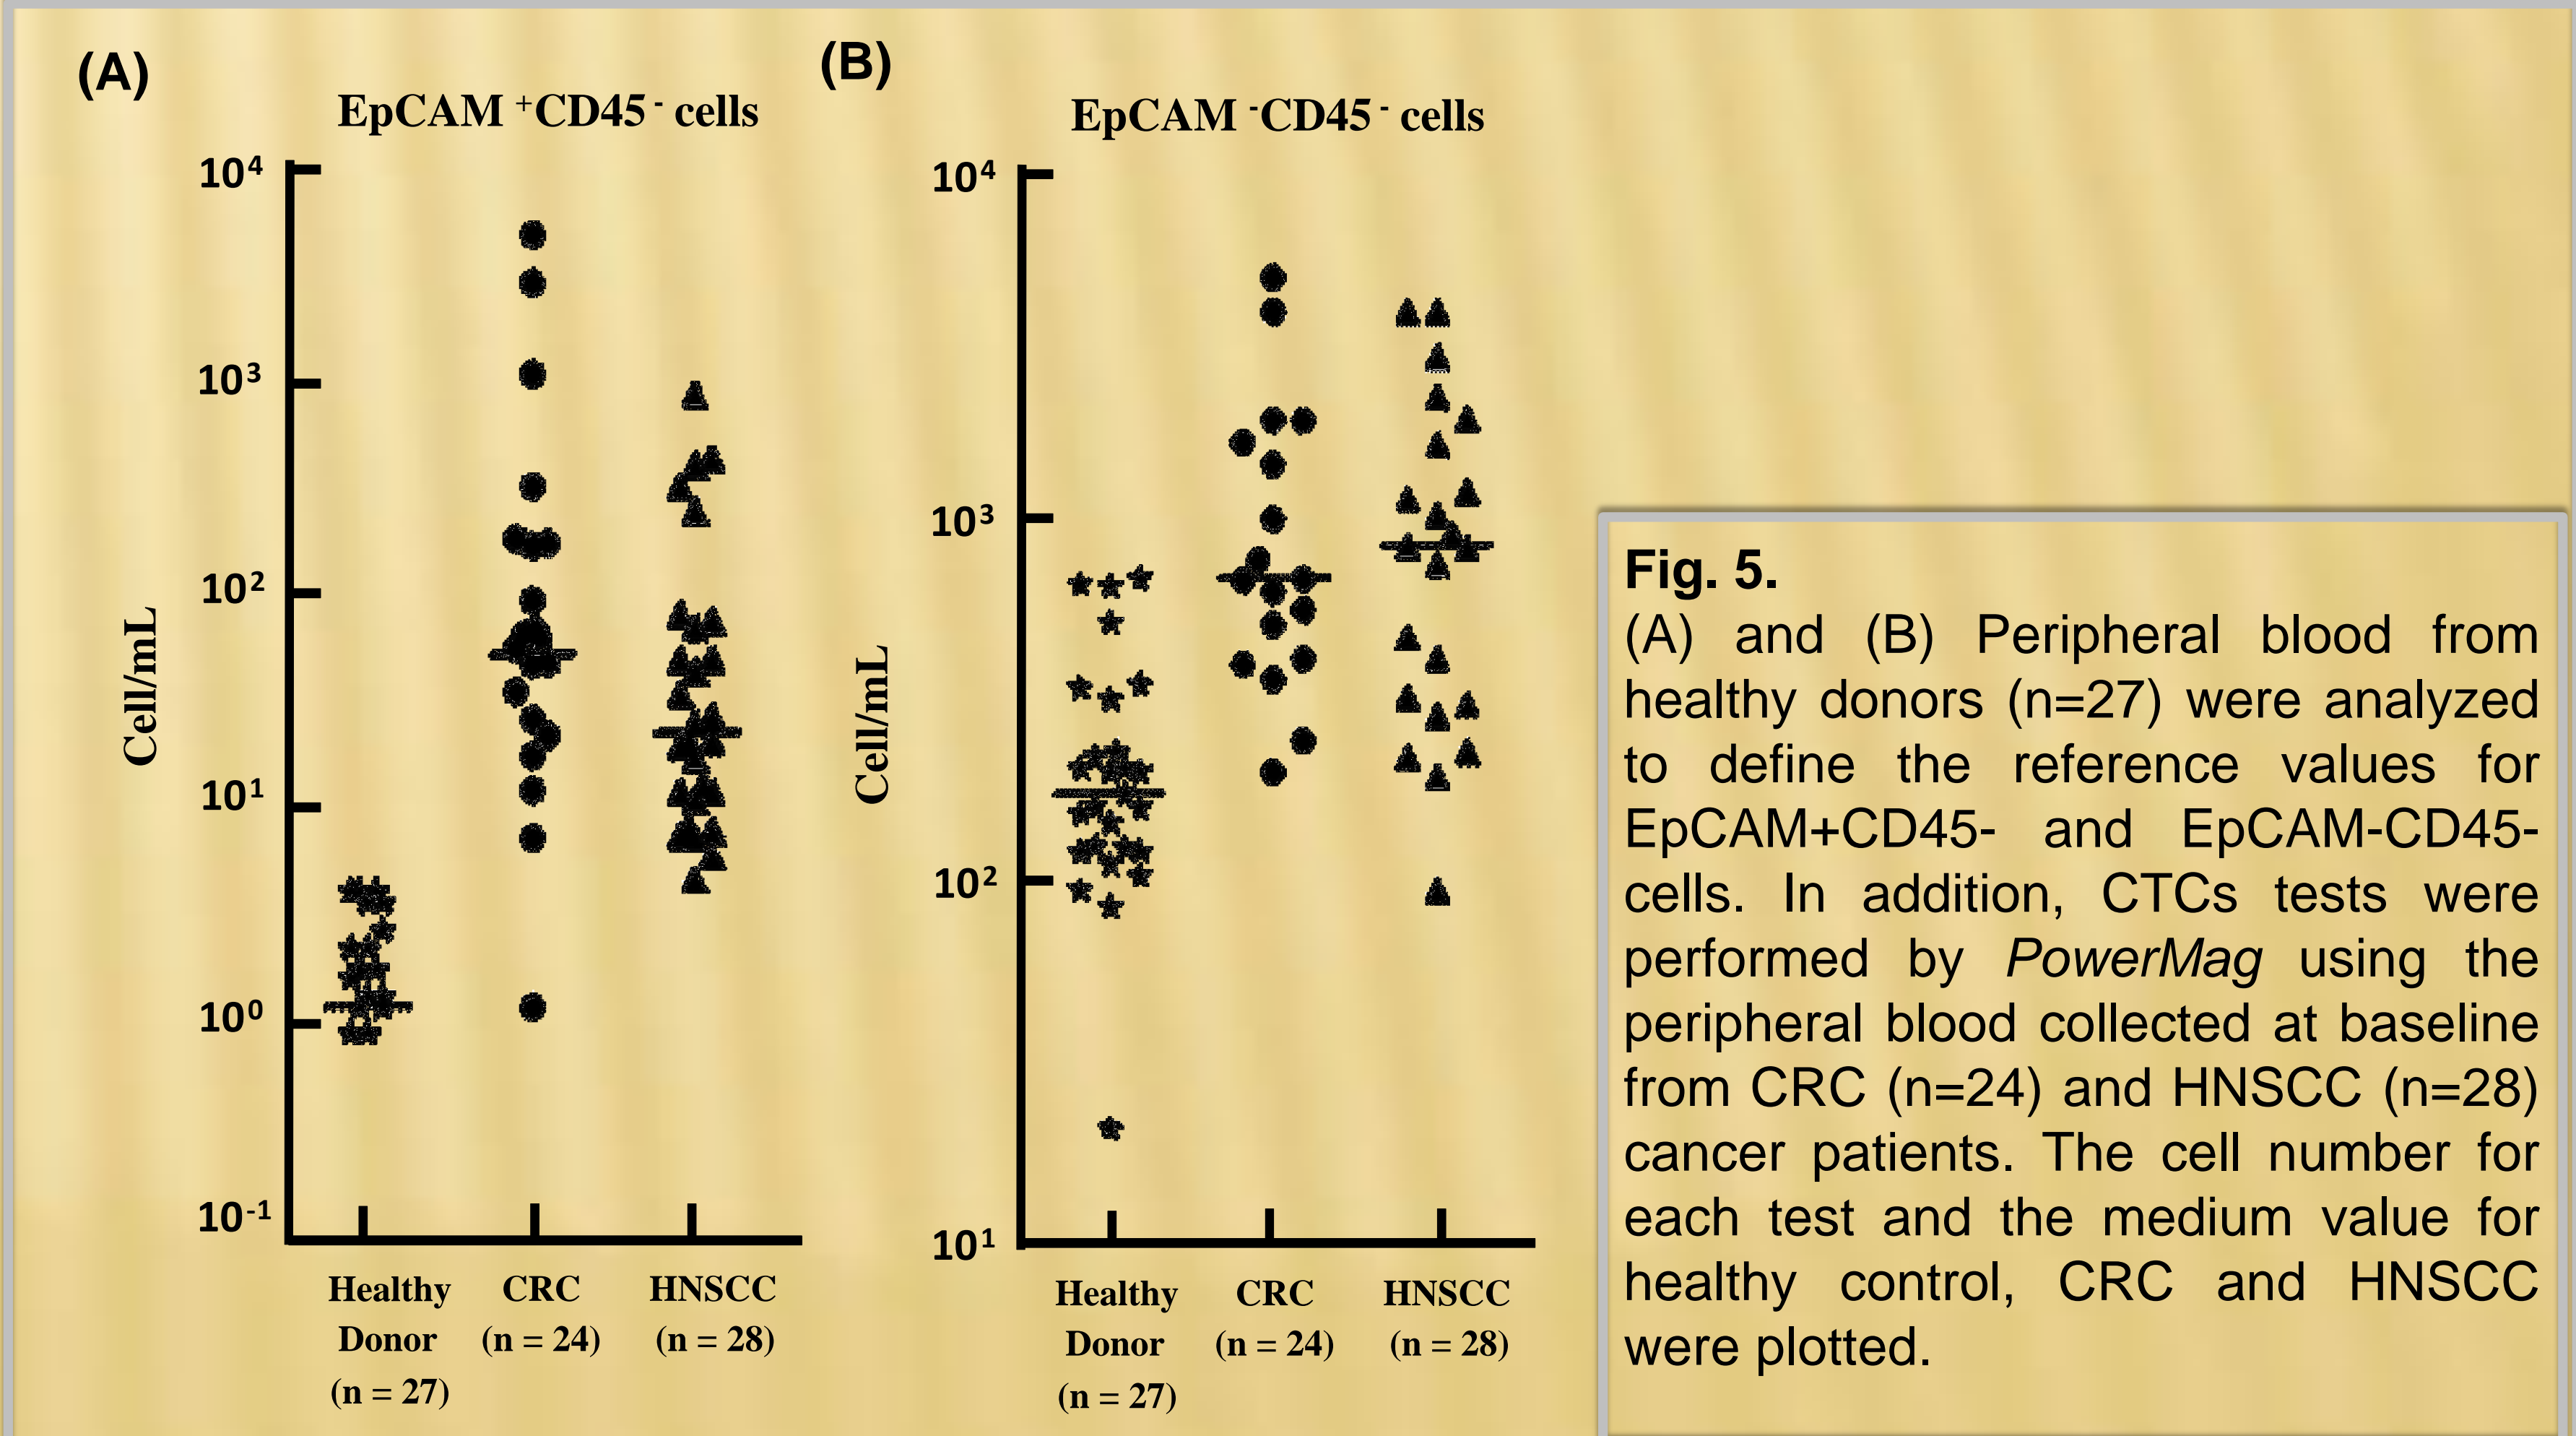 (A)
EpCAM ⁺CD45 ⁻ cells
10⁴
10³
10²
10¹
10⁰
10⁻¹
Cell/mL
Healthy
Donor
(n = 27)
CRC
(n = 24)
HNSCC
(n = 28)
(B)
EpCAM ⁻CD45 ⁻ cells
10⁴
10³
10²
10¹
Cell/mL
Healthy
Donor
(n = 27)
CRC
(n = 24)
HNSCC
(n = 28)
Fig. 5.
(A) and (B) Peripheral blood from
healthy donors (n=27) were analyzed
to define the reference values for
EpCAM+CD45- and EpCAM-CD45-
cells. In addition, CTCs tests were
performed by PowerMag using the
peripheral blood collected at baseline
from CRC (n=24) and HNSCC (n=28)
cancer patients. The cell number for
each test and the medium value for
healthy control, CRC and HNSCC
were plotted.